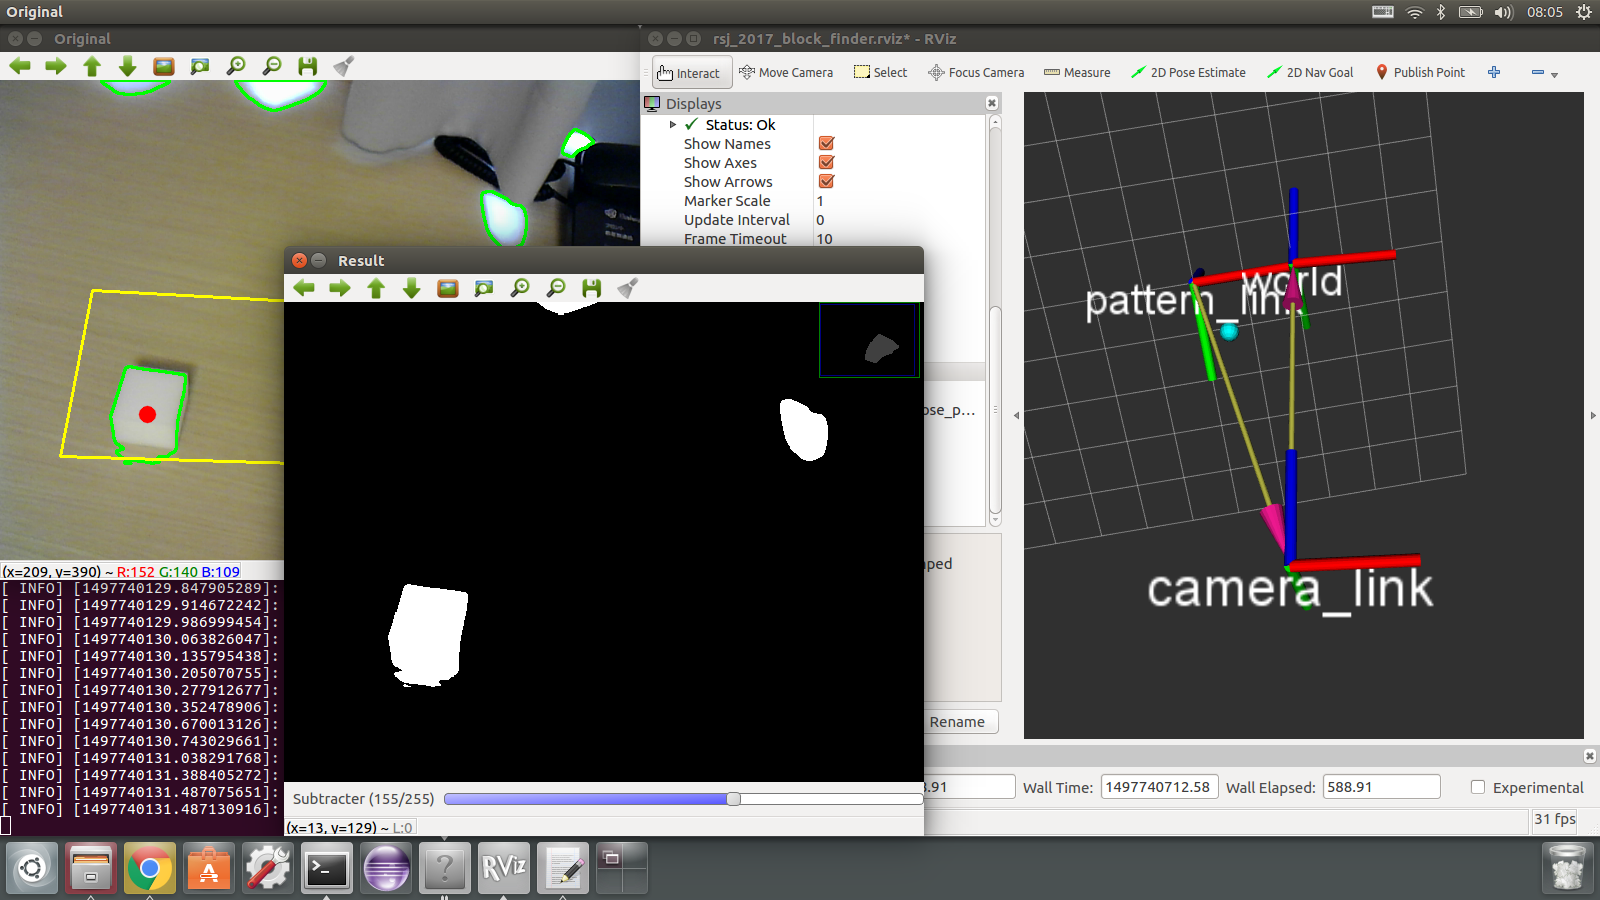 Original
08:05
Original
rsj_2017_block_finder.rviz* - RViz
Interact
Move Camera
Select
Focus Camera
Measure
2D Pose Estimate
2D Nav Goal
Publish Point
Displays
Status: Ok
Show Names
Show Axes
Show Arrows
Marker Scale
1
Update Interval
0
Frame Timeout
10
Result
world
pattern_link
camera_link
ose_p...
ped
Rename
(x=209, y=390) ~ R:152 G:140 B:109
[ INFO] [1497740129.847905289]:
[ INFO] [1497740129.914672242]:
[ INFO] [1497740129.986999454]:
[ INFO] [1497740130.063826047]:
[ INFO] [1497740130.135795438]:
[ INFO] [1497740130.205070755]:
[ INFO] [1497740130.277912677]:
[ INFO] [1497740130.352478906]:
[ INFO] [1497740130.670013126]:
[ INFO] [1497740130.743029661]:
[ INFO] [1497740131.038291768]:
[ INFO] [1497740131.388405272]:
[ INFO] [1497740131.487075651]:
[ INFO] [1497740131.487130916]:
Subtracter (155/255)
(x=13, y=129) ~ L:0
8.91
Wall Time:
1497740712.58
Wall Elapsed:
588.91
Experimental
31 fps
RViz